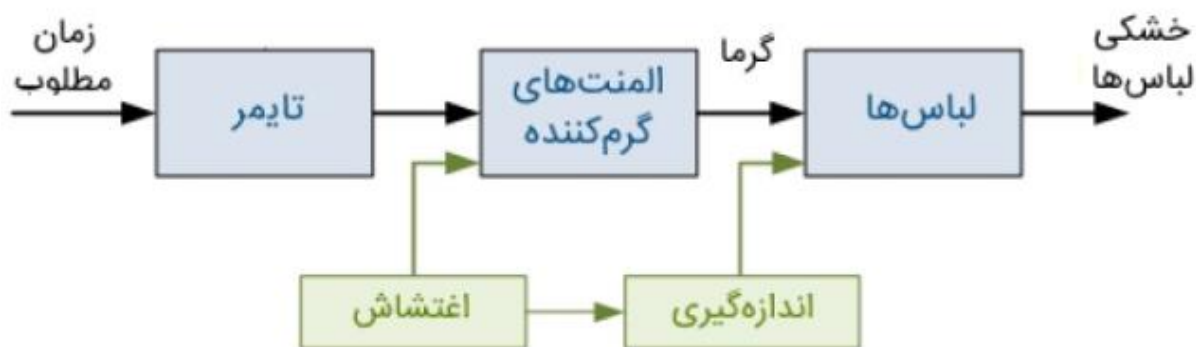 زمان
مطلوب
تایمر
المنت‌های
گرم‌کننده
گرما
لباس‌ها
خشکی
لباس‌ها
اغتشاش
اندازه‌گیری